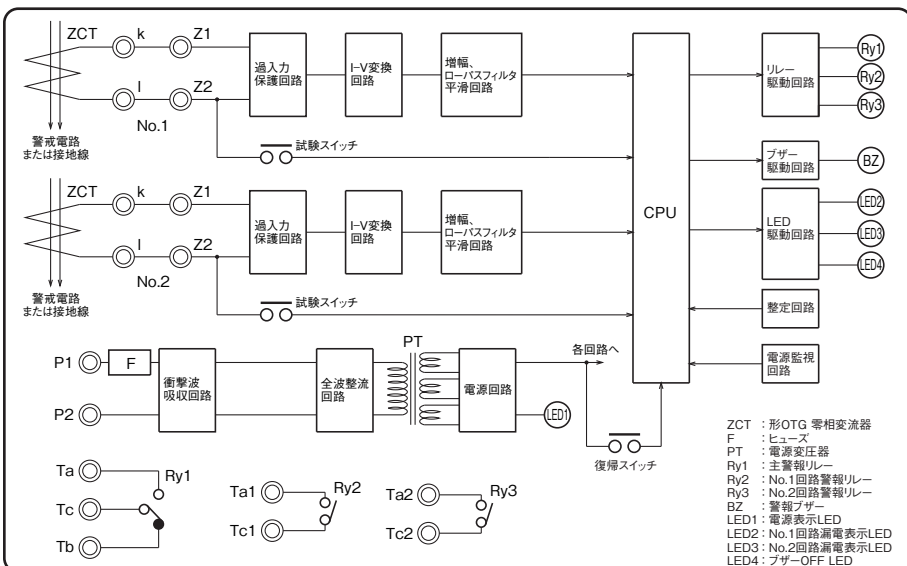 ZCT k Z1
l Z2
No.1
警戒電路
または接地線
過入力
保護回路
I−V変換
回路
増幅、
ローパスフィルタ
平滑回路
試験スイッチ
ZCT k Z1
l Z2
No.2
警戒電路
または接地線
過入力
保護回路
I−V変換
回路
増幅、
ローパスフィルタ
平滑回路
試験スイッチ
CPU
リレー
駆動回路
Ry1
Ry2
Ry3
ブザー
駆動回路
BZ
LED
駆動回路
LED2
LED3
LED4
整定回路
電源監視
回路
P1
F
P2
衝撃波
吸収回路
全波整流
回路
PT
電源回路
各回路へ
LED1
復帰スイッチ
Ta
Ry1
Tc
Tb
Ta1
Ry2
Tc1
Ta2
Ry3
Tc2
ZCT :形OTG 零相変流器
F :ヒューズ
PT :電源変圧器
Ry1 :主警報リレー
Ry2 :No.1回路警報リレー
Ry3 :No.2回路警報リレー
BZ :警報ブザー
LED1:電源表示LED
LED2:No.1回路漏電表示LED
LED3:No.2回路漏電表示LED
LED4:ブザーOFF LED